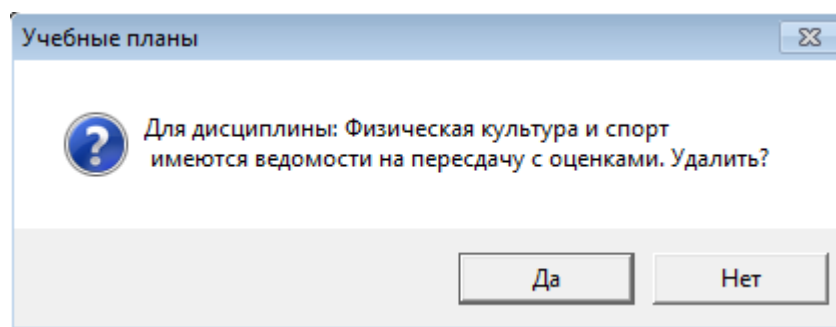 Учебные планы
Для дисциплины: Физическая культура и спорт
имеются ведомости на пересдачу с оценками. Удалить?
Да
Нет